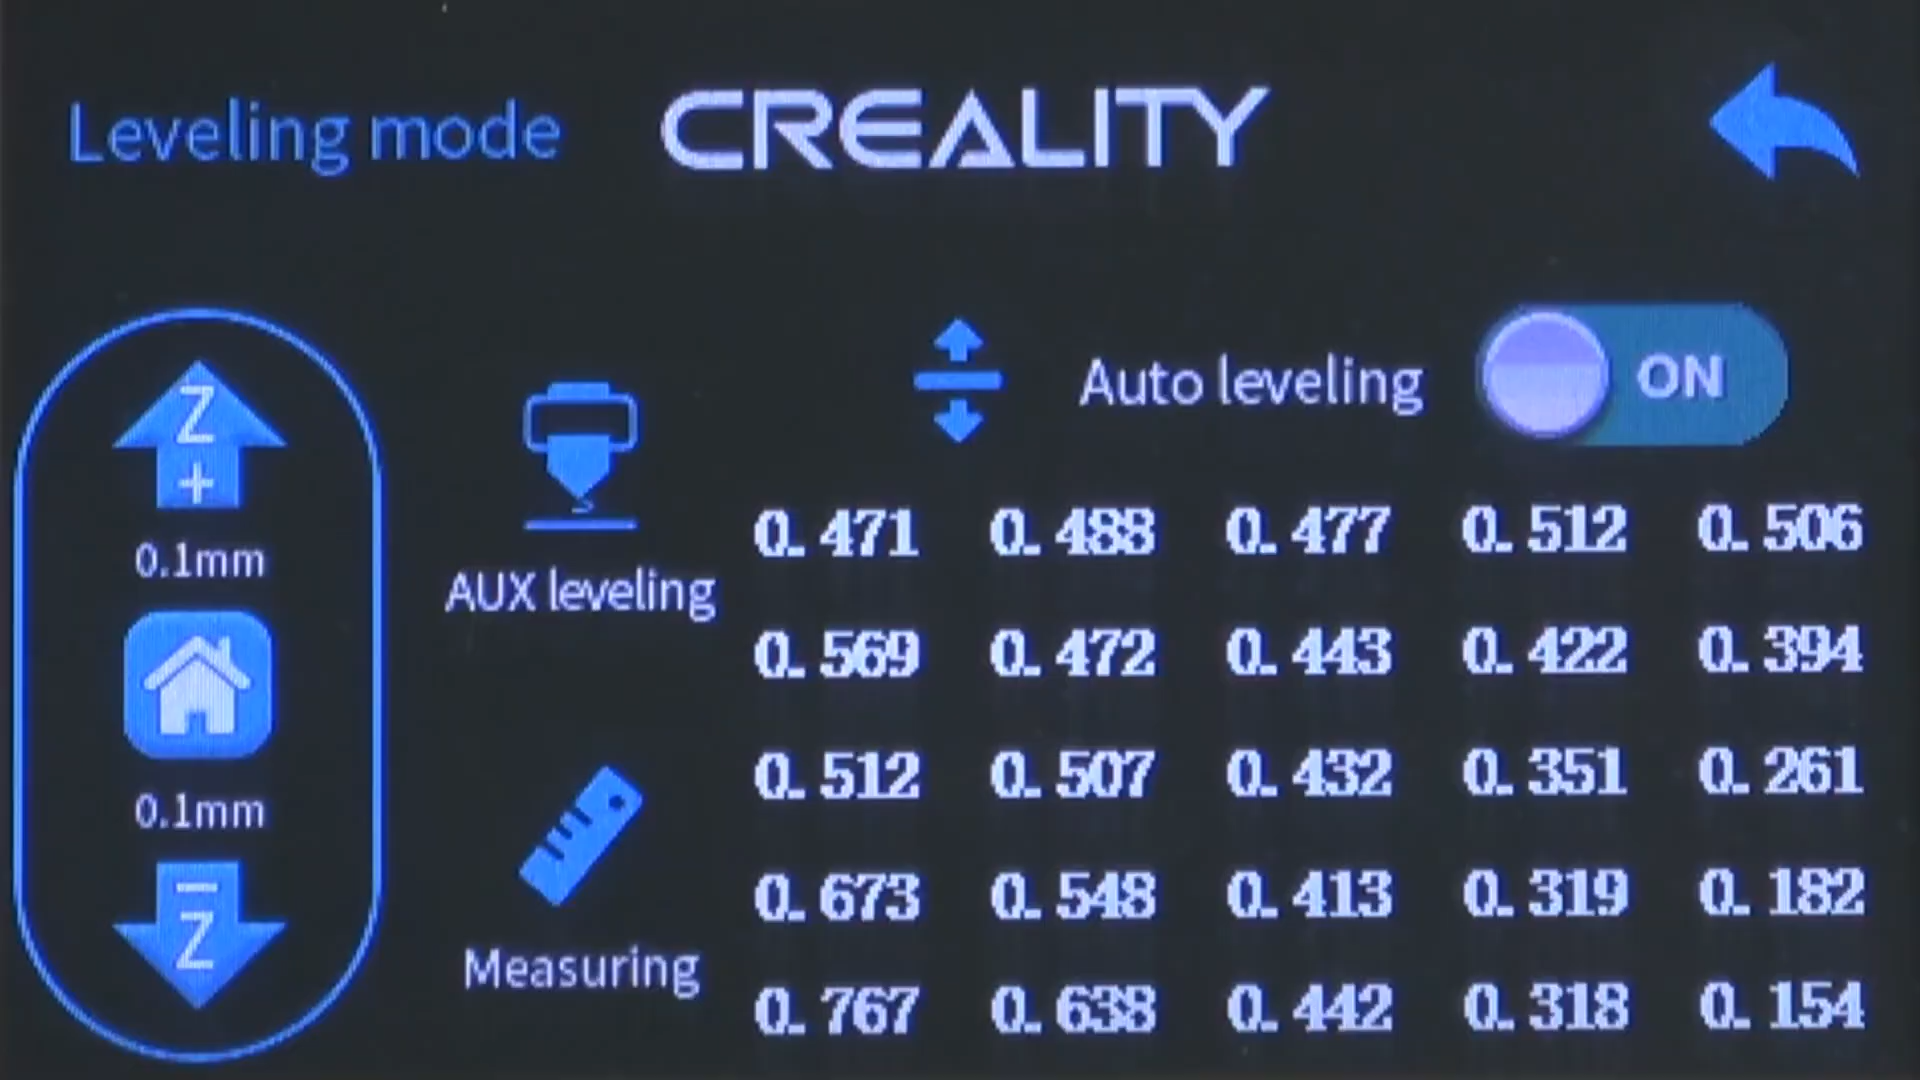 Leveling mode
CREALITY
Z
+
0.1mm
0.1mm
Z
AUX leveling
Measuring
Auto leveling
ON
0.471 0.488 0.477 0.512 0.506
0.569 0.472 0.443 0.422 0.394
0.512 0.507 0.432 0.351 0.261
0.673 0.548 0.413 0.319 0.182
0.767 0.638 0.442 0.318 0.154